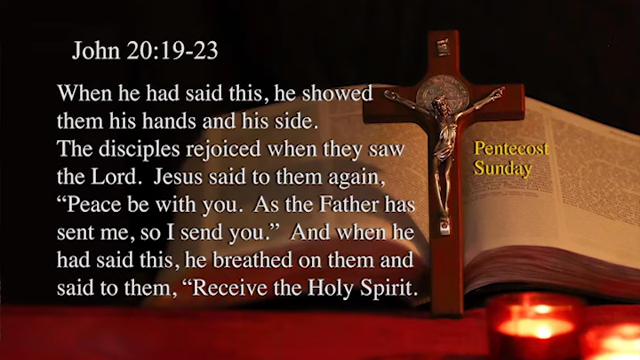 John 20:19-23
When he had said this, he showed
them his hands and his side.
The disciples rejoiced when they saw
the Lord. Jesus said to them again,
“Peace be with you. As the Father has
sent me, so I send you.” And when he
had said this, he breathed on them and
said to them, “Receive the Holy Spirit.
Pentecost
Sunday